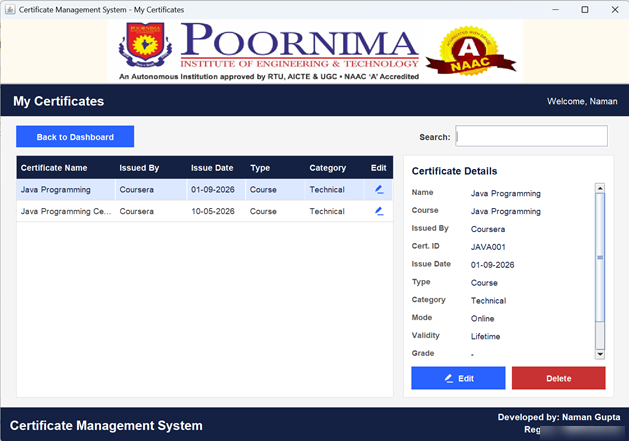 Certificate Management System - My Certificates
POORNIMA
INSTITUTE OF ENGINEERING & TECHNOLOGY
An Autonomous Institution approved by RTU, AICTE & UGC • NAAC 'A' Accredited
POORNIMA
A
NAAC
My Certificates
Welcome, Naman
Back to Dashboard
Search:
Certificate Name Issued By Issue Date Type Category Edit
Java Programming Coursera 01-09-2026 Course Technical
Java Programming Ce... Coursera 10-05-2026 Course Technical
Certificate Details
Name Java Programming
Course Java Programming
Issued By Coursera
Cert. ID JAVA001
Issue Date 01-09-2026
Type Course
Category Technical
Mode Online
Validity Lifetime
Grade -
Edit
Delete
Certificate Management System
Developed by: Naman Gupta
Reg